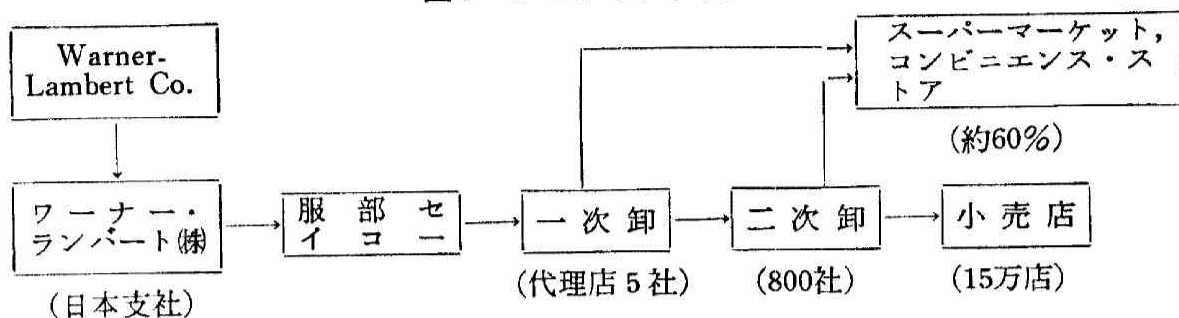 Warner-
Lambert Co.
スーパーマーケット，
コンビニエンス・ス
トア
(約60%)
ワーナー・
ランバート㈱
服部セ
イコー
一次卸
二次卸
小売店
(日本支社)
(代理店5社)
(800社)
(15万店)